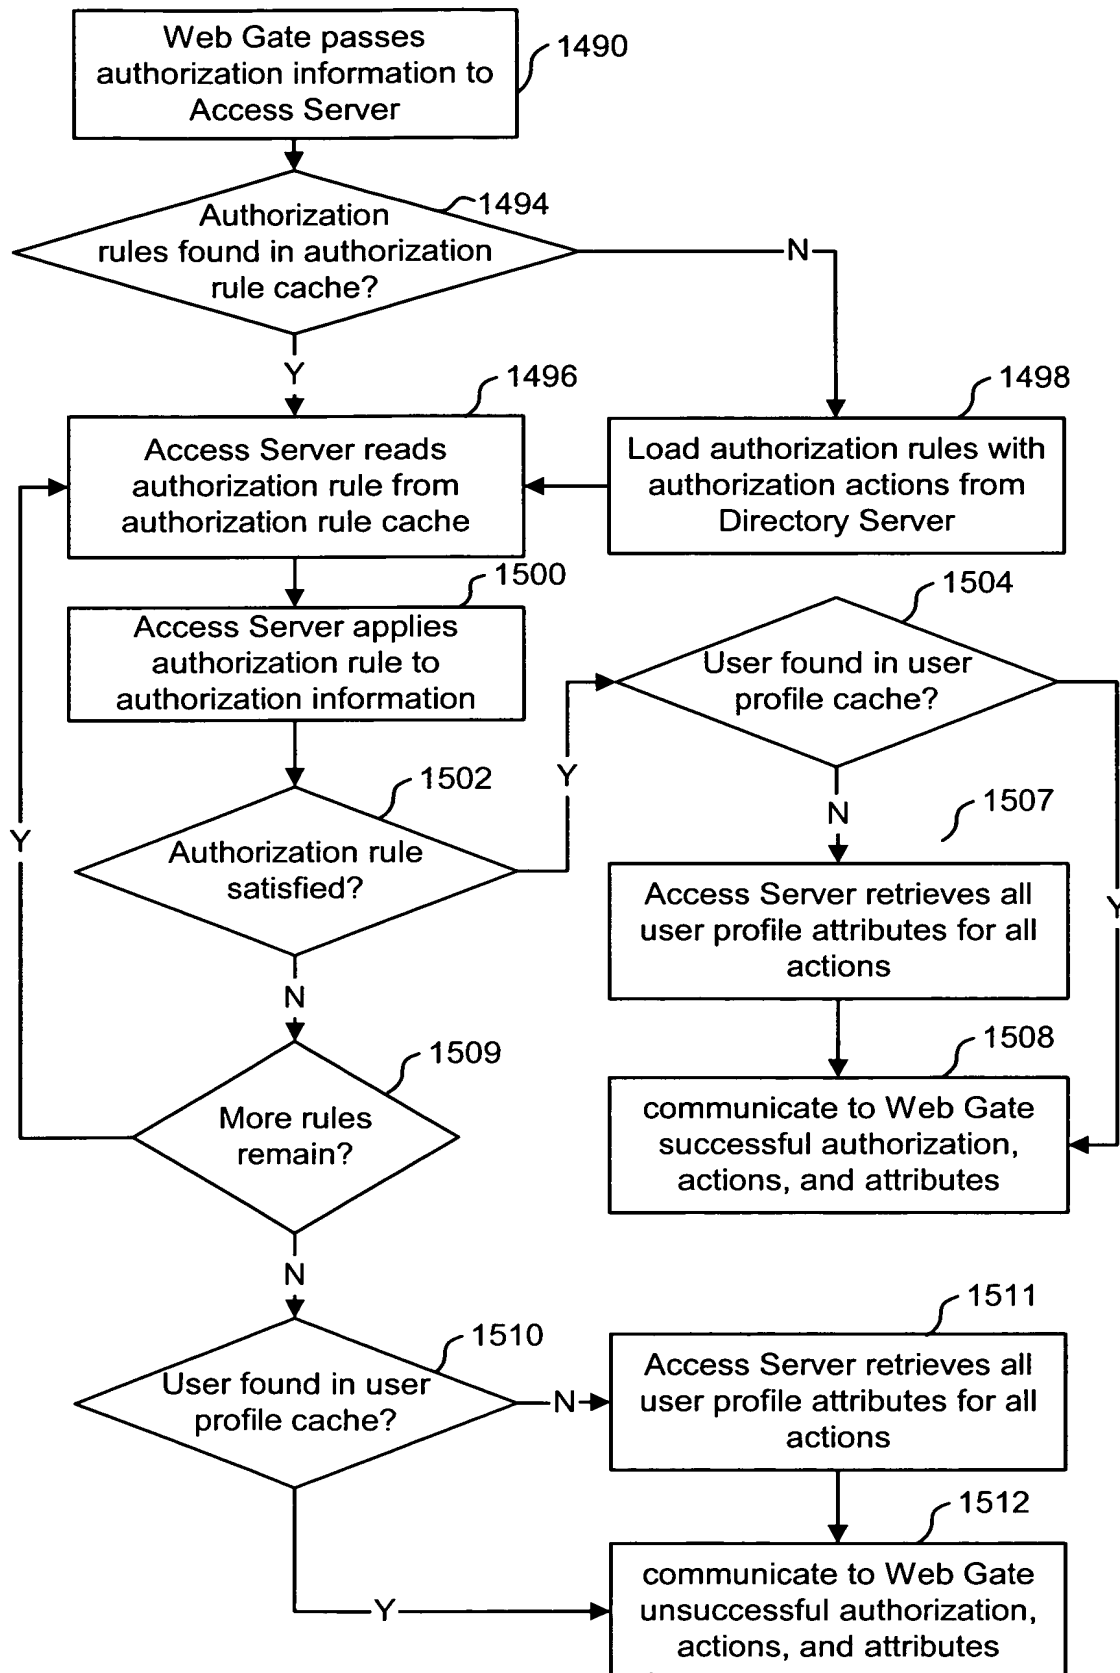 Web Gate passes
authorization information to
Access Server
1490
1494
Authorization
rules found in authorization
rule cache?
N
Y
1496
1498
Access Server reads
authorization rule from
authorization rule cache
Load authorization rules with
authorization actions from
Directory Server
1500
1504
Access Server applies
authorization rule to
authorization information
User found in user
profile cache?
1502
Y
Y
N
1507
Authorization rule
satisfied?
Access Server retrieves all
user profile attributes for all
actions
Y
N
1509
1508
More rules
remain?
communicate to Web Gate
successful authorization,
actions, and attributes
N
1510
1511
User found in user
profile cache?
N
Access Server retrieves all
user profile attributes for all
actions
1512
Y
communicate to Web Gate
unsuccessful authorization,
actions, and attributes